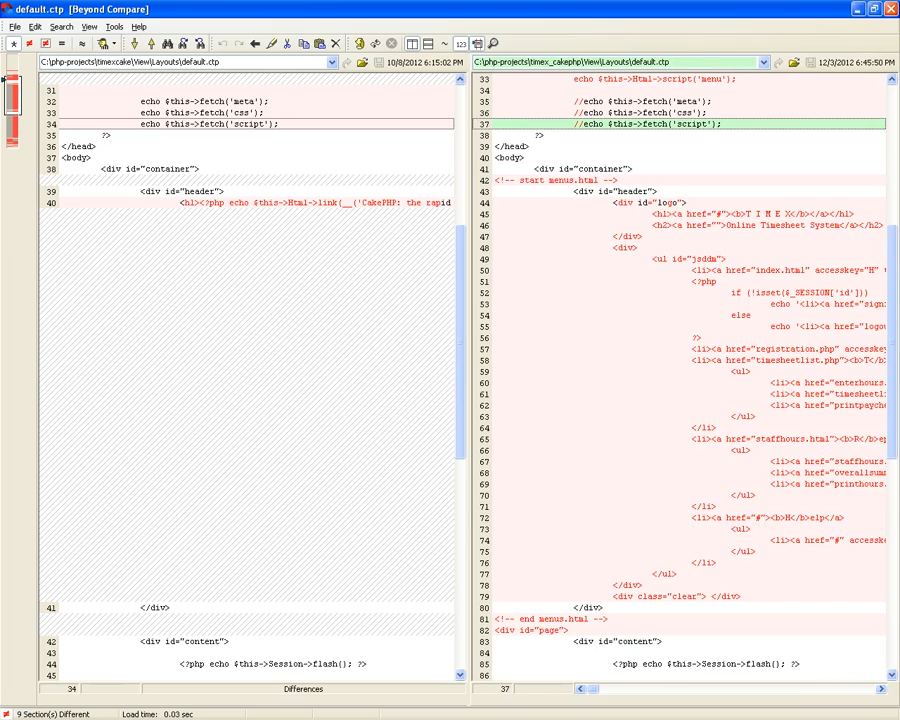 default.ctp [Beyond Compare]
File Edit Search View Tools Help
C:\php-projects\timexcake\View\Layouts\default.ctp 10/8/2012 6:15:02 PM
C:\php-projects\timex_cakephp\View\Layouts\default.ctp 12/3/2012 6:45:50 PM
31
32 echo $this->fetch('meta');
33 echo $this->fetch('css');
34 echo $this->fetch('script');
35 ?>
36 </head>
37 <body>
38 <div id="container">
39 <div id="header">
40 <h1><?php echo $this->Html->link(__('CakePHP: the rapid
41 </div>
42 <div id="content">
43
44 <?php echo $this->Session->flash(); ?>
45
33 echo $this->Html->script('menu');
34
35 //echo $this->fetch('meta');
36 //echo $this->fetch('css');
37 //echo $this->fetch('script');
38 ?>
39 </head>
40 <body>
41 <div id="container">
42 <!-- start menus.html -->
43 <div id="header">
44 <div id="logo">
45 <h1><a href="#"><b>T I M E X</b></a></h1>
46 <h2><a href="">Online Timesheet System</a></h2>
47 </div>
48 <div>
49 <ul id="jsddm">
50 <li><a href="index.html" accesskey="H"
51 <?php
52 if (!isset($_SESSION['id']))
53 echo '<li><a href="sign
54 else
55 echo '<li><a href="logou
56 ?>
57 <li><a href="registration.php" accesske
58 <li><a href="timesheetlist.php"><b>T</b
59 <ul>
60 <li><a href="enterhours.
61 <li><a href="timesheetli
62 <li><a href="printpayche
63 </ul>
64 </li>
65 <li><a href="staffhours.html"><b>R</b>ep
66 <ul>
67 <li><a href="staffhours.
68 <li><a href="overallsumm
69 <li><a href="printhours.
70 </ul>
71 </li>
72 <li><a href="#"><b>H</b>elp</a>
73 <ul>
74 <li><a href="#" accesske
75 </ul>
76 </li>
77 </ul>
78 </div>
79 <div class="clear"> </div>
80 </div>
81 <!-- end menus.html -->
82 <div id="page">
83 <div id="content">
84
85 <?php echo $this->Session->flash(); ?>
86
34 Differences 37
9 Section(s) Different Load time: 0.03 sec